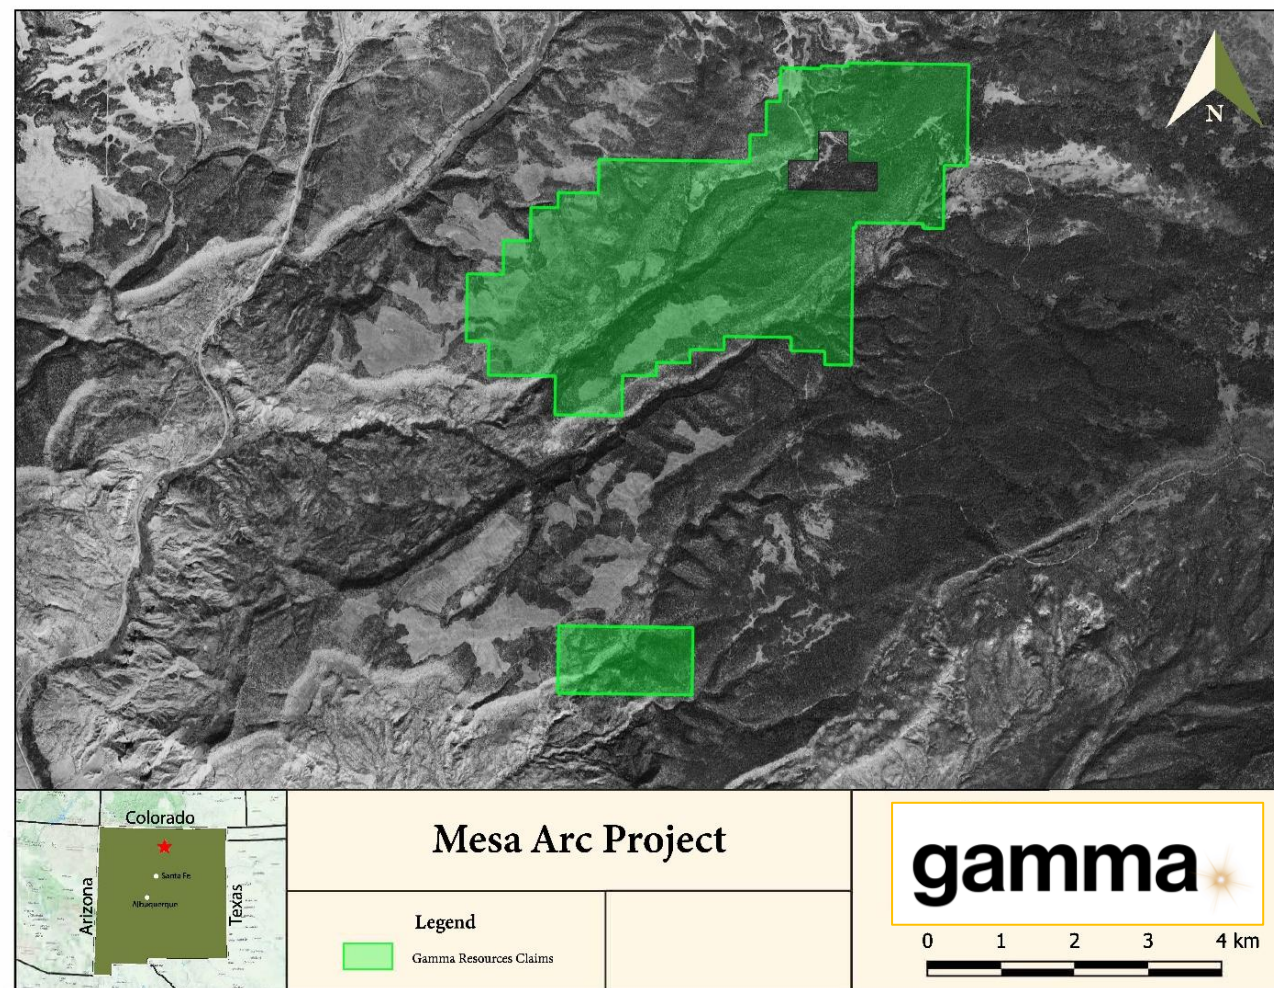 N
Mesa Arc Project
Legend
Gamma Resources Claims
Colorado
Santa Fe
Albuquerque
Arizona
Texas
gamma
0 1 2 3 4 km